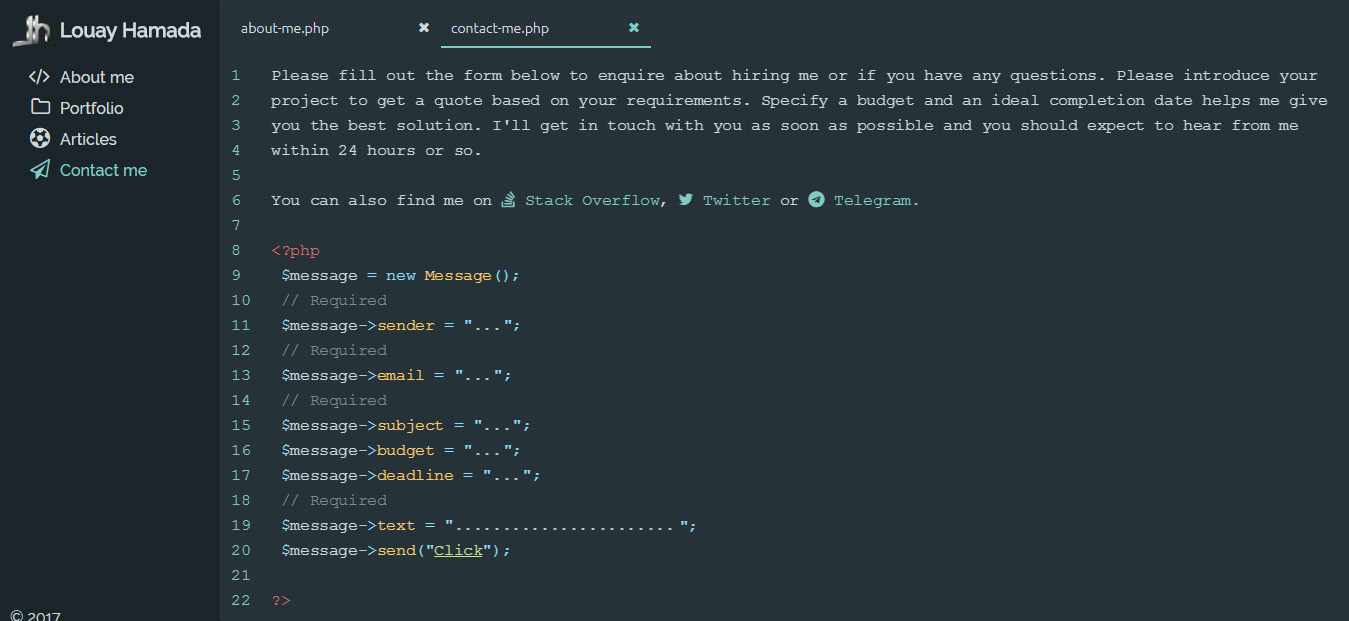 Louay Hamada
About me
Portfolio
Articles
Contact me
© 2017
about-me.php × contact-me.php ×
1 Please fill out the form below to enquire about hiring me or if you have any questions. Please introduce your
2 project to get a quote based on your requirements. Specify a budget and an ideal completion date helps me give
3 you the best solution. I'll get in touch with you as soon as possible and you should expect to hear from me
4 within 24 hours or so.
5
6 You can also find me on Stack Overflow, Twitter or Telegram.
7
8 <?php
9 $message = new Message();
10 // Required
11 $message->sender = "...";
12 // Required
13 $message->email = "...";
14 // Required
15 $message->subject = "...";
16 $message->budget = "...";
17 $message->deadline = "...";
18 // Required
19 $message->text = ".......................";
20 $message->send("Click");
21
22 ?>